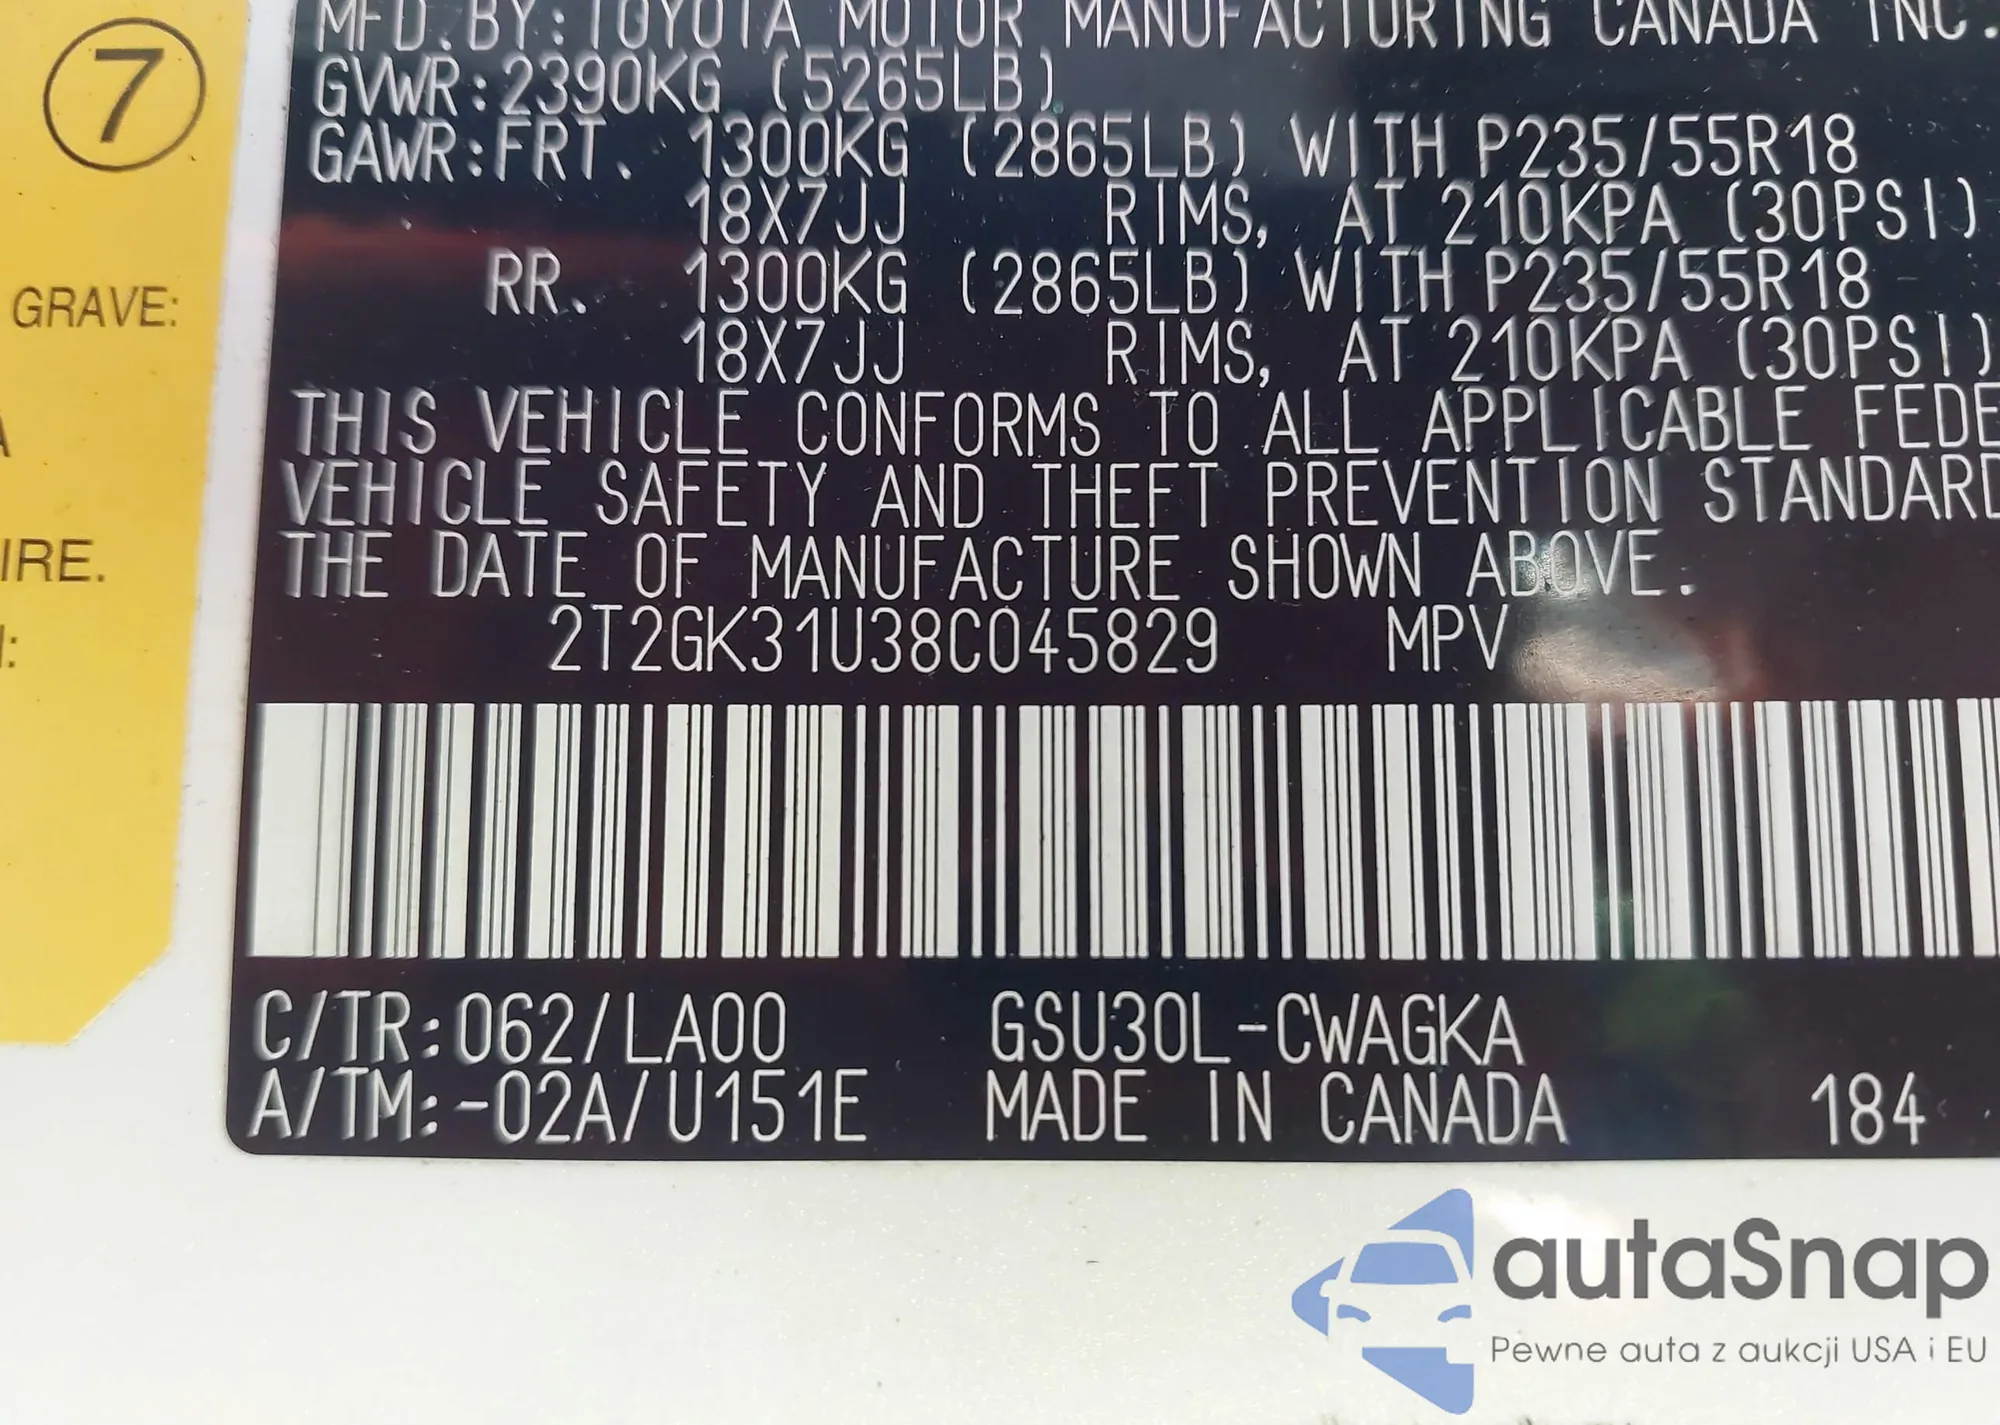 7
GRAVE:
A
IRE.
:
MFD.BY:TOYOTA MOTOR MANUFACTURING CANADA INC.
GVWR:2390KG (5265LB)
GAWR:FRT. 1300KG (2865LB) WITH P235/55R18
18X7JJ RIMS, AT 210KPA (30PSI)
RR. 1300KG (2865LB) WITH P235/55R18
18X7JJ RIMS, AT 210KPA (30PSI)
THIS VEHICLE CONFORMS TO ALL APPLICABLE FEDE
VEHICLE SAFETY AND THEFT PREVENTION STANDARD
THE DATE OF MANUFACTURE SHOWN ABOVE.
2T2GK31U38C045829 MPV
C/TR:062/LA00 GSU30L-CWAGKA
A/TM:-02A/U151E MADE IN CANADA 184
autaSnap
Pewne auta z aukcji USA i EU